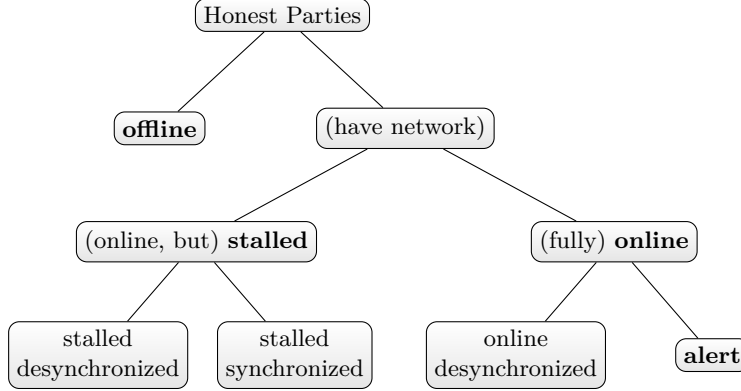 Honest Parties
offline
(have network)
(online, but) stalled
(fully) online
stalled
desynchronized
stalled
synchronized
online
desynchronized
alert